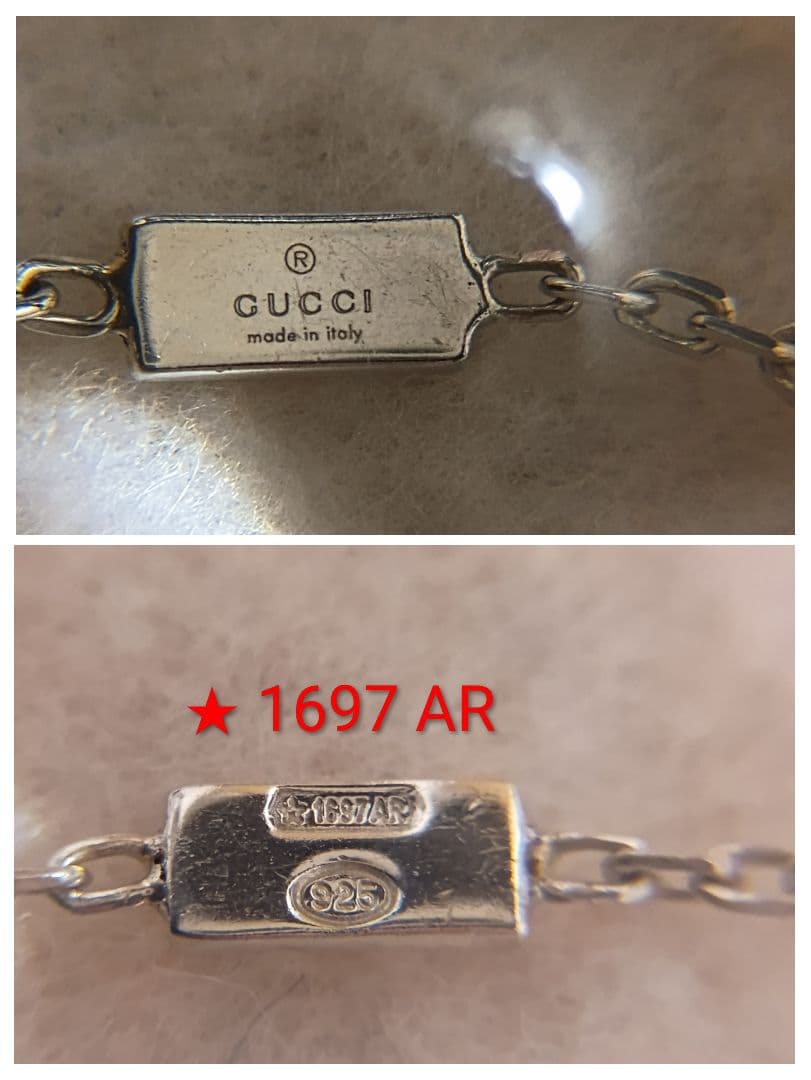 ®
GUCCI
made in italy
★ 1697 AR
★1697AR
925